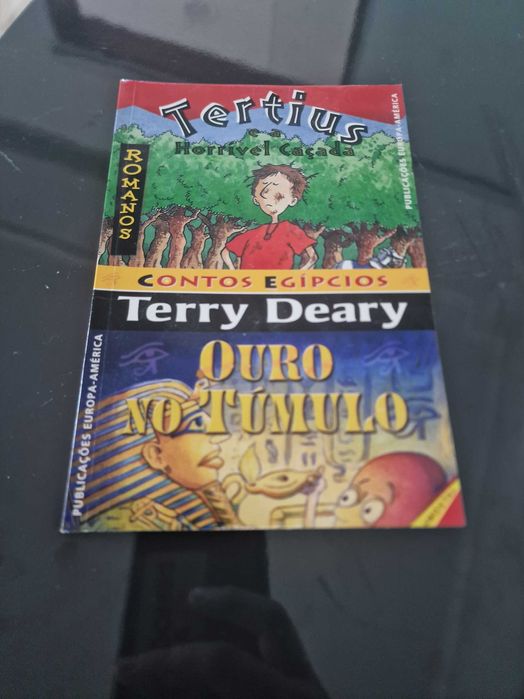 Tertius
e a
Horrível Caçada
ROMANOS
PUBLICAÇÕES EUROPA-AMÉRICA
CONTOS EGÍPCIOS
Terry Deary
OURO
NO TÚMULO
PUBLICAÇÕES EUROPA-AMÉRICA